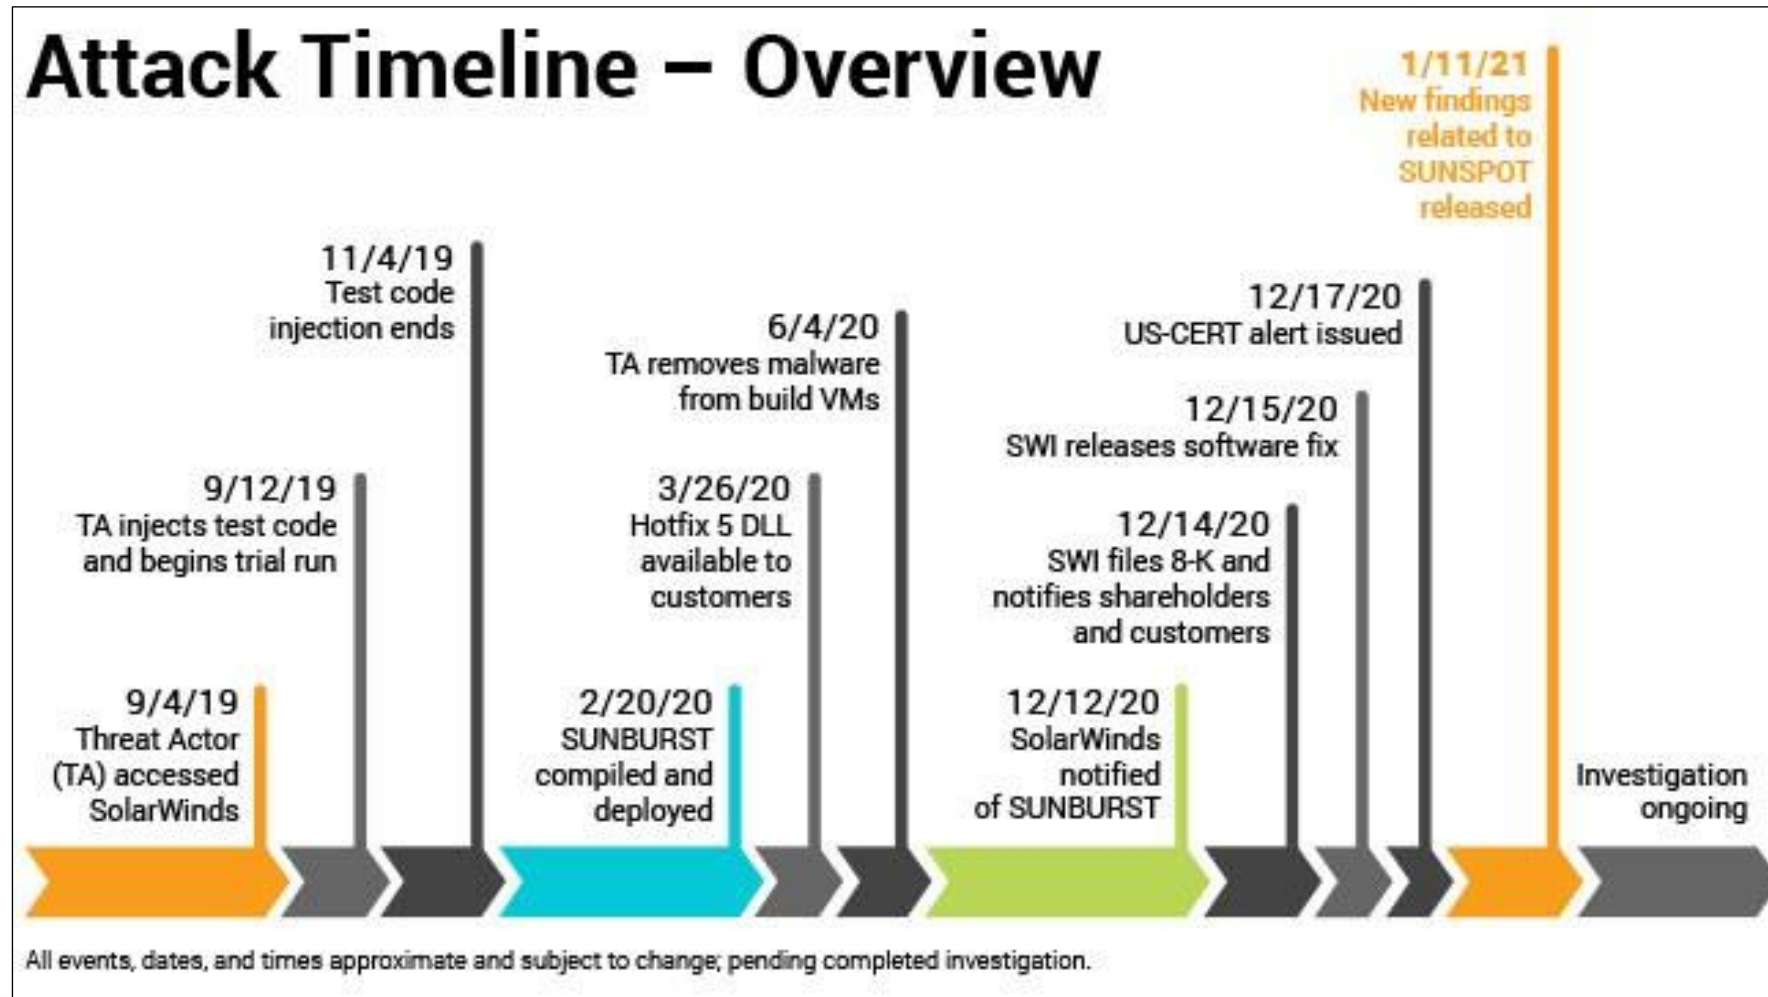 Attack Timeline – Overview
9/4/19
Threat Actor
(TA) accessed
SolarWinds
9/12/19
TA injects test code
and begins trial run
11/4/19
Test code
injection ends
2/20/20
SUNBURST
compiled and
deployed
3/26/20
Hotfix 5 DLL
available to
customers
6/4/20
TA removes malware
from build VMs
12/12/20
SolarWinds
notified
of SUNBURST
12/14/20
SWI files 8-K and
notifies shareholders
and customers
12/15/20
SWI releases software fix
12/17/20
US-CERT alert issued
1/11/21
New findings
related to
SUNSPOT
released
Investigation
ongoing
All events, dates, and times approximate and subject to change; pending completed investigation.